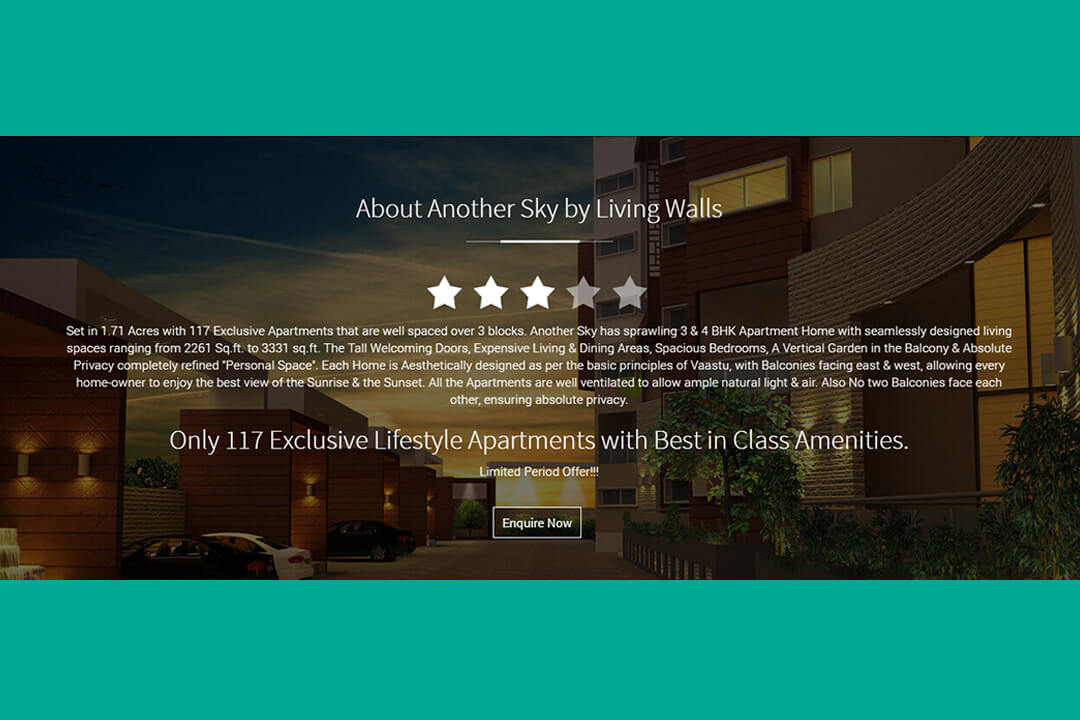 About Another Sky by Living Walls
Set in 1.71 Acres with 117 Exclusive Apartments that are well spaced over 3 blocks. Another Sky has sprawling 3 & 4 BHK Apartment Home with seamlessly designed living
spaces ranging from 2261 Sq.ft. to 3331 sq.ft. The Tall Welcoming Doors, Expensive Living & Dining Areas, Spacious Bedrooms, A Vertical Garden in the Balcony & Absolute
Privacy completely refined "Personal Space". Each Home is Aesthetically designed as per the basic principles of Vaastu, with Balconies facing east & west, allowing every
home-owner to enjoy the best view of the Sunrise & the Sunset. All the Apartments are well ventilated to allow ample natural light & air. Also No two Balconies face each
other, ensuring absolute privacy.
Only 117 Exclusive Lifestyle Apartments with Best in Class Amenities.
Limited Period Offer!!!
Enquire Now